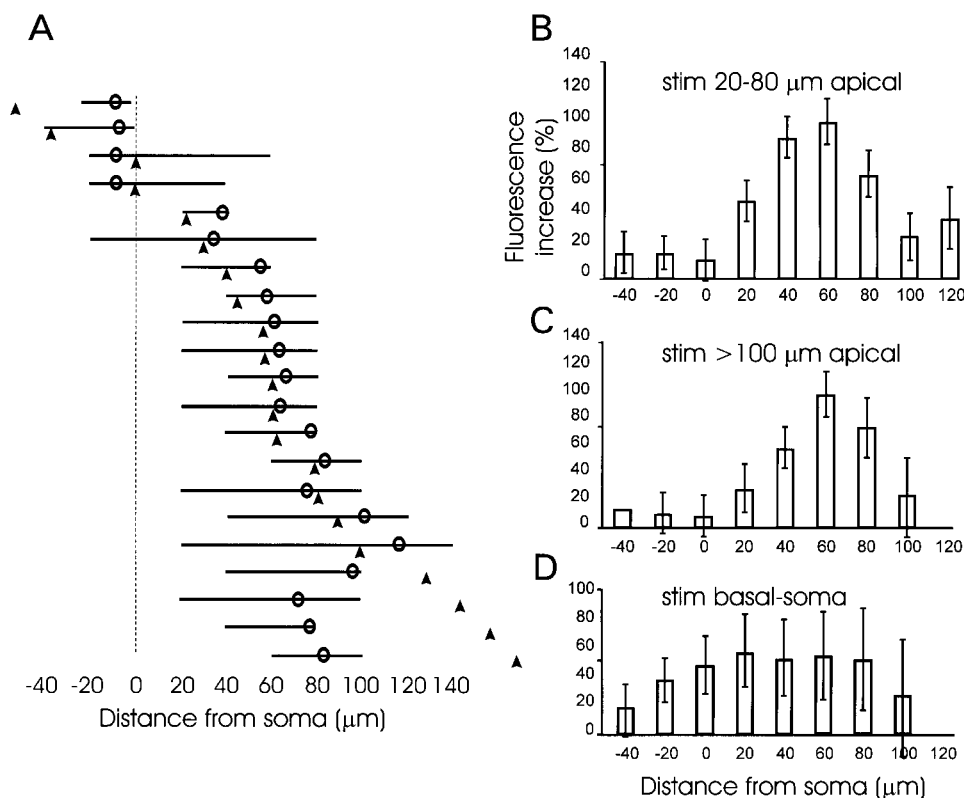 A
-40 -20 0 20 40 60 80 100 120 140
Distance from soma (μm)
B
stim 20-80 μm apical
Fluorescence
increase (%)
140
100
60
40
20
0
-40 -20 0 20 40 60 80 100 120
C
stim >100 μm apical
140
100
80
60
40
20
0
-40 -20 0 20 40 60 80 100 120
D
stim basal-soma
100
80
60
40
20
0
-40 -20 0 20 40 60 80 100 120
Distance from soma (μm)